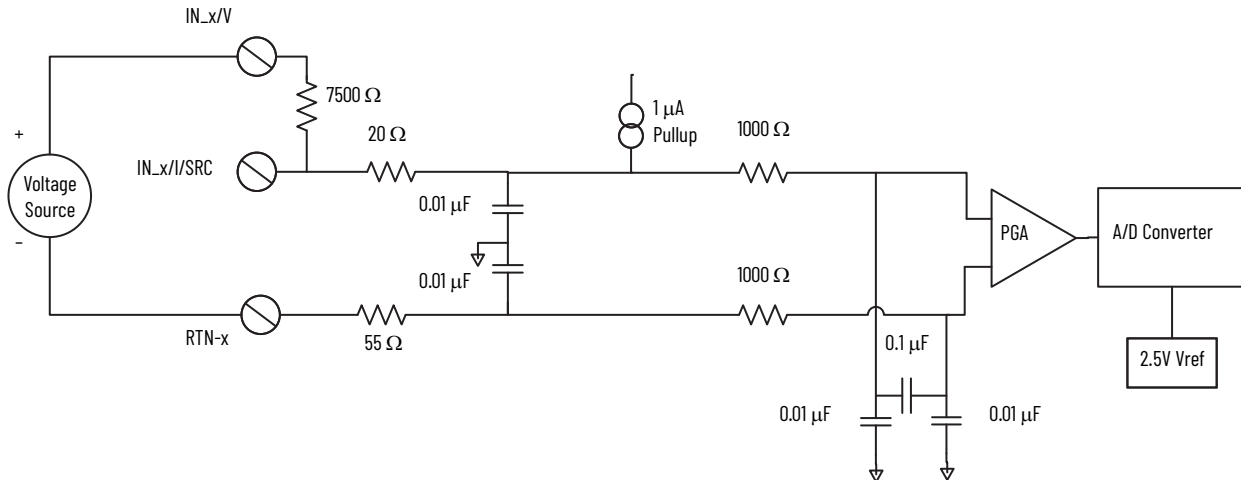 IN_x/V
7500 Ω
1 μA
Pullup
20 Ω
1000 Ω
+
IN_x/I/SRC
Voltage
Source
0.01 μF
PGA
A/D Converter
–
0.01 μF
1000 Ω
RTN-x
55 Ω
0.1 μF
2.5V Vref
0.01 μF
0.01 μF